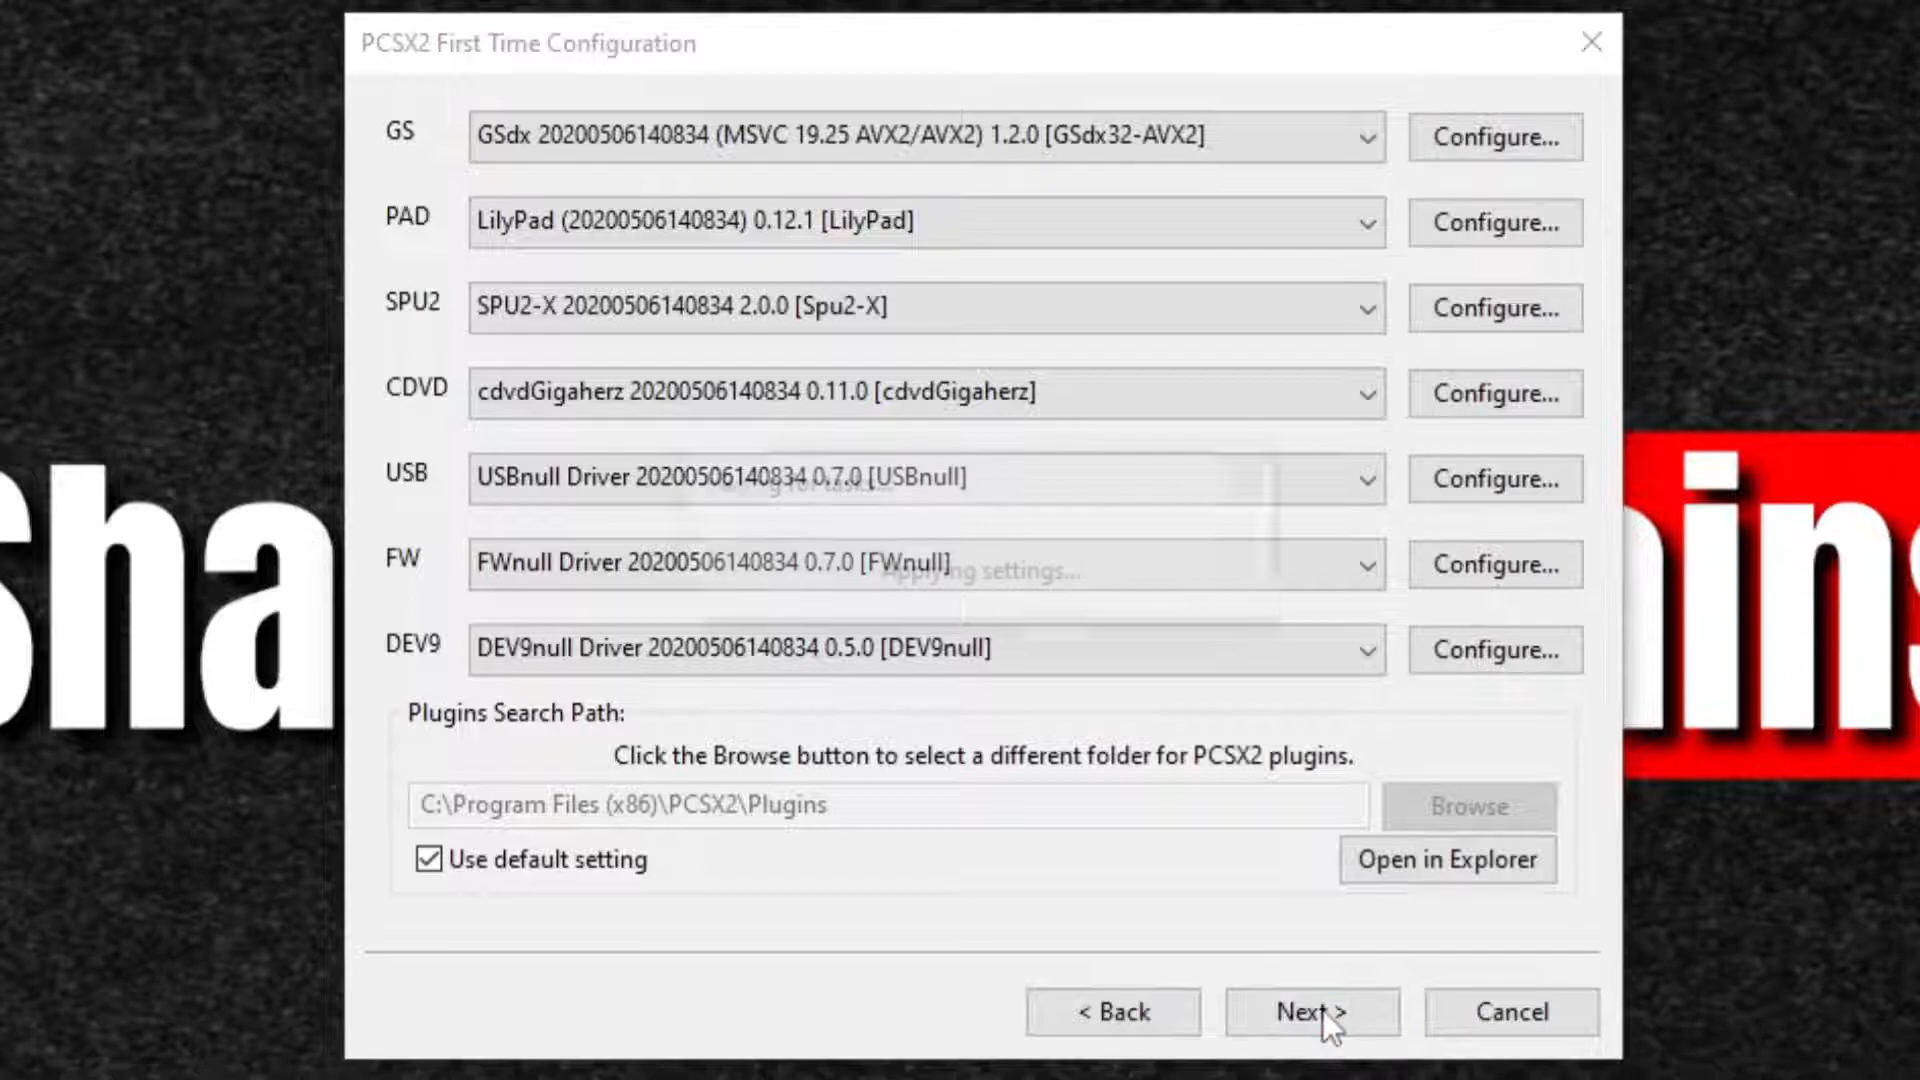 PCSX2 First Time Configuration
GS
GSdx 20200506140834 (MSVC 19.25 AVX2/AVX2) 1.2.0 [GSdx32-AVX2]
Configure...
PAD
LilyPad (20200506140834) 0.12.1 [LilyPad]
Configure...
SPU2
SPU2-X 20200506140834 2.0.0 [Spu2-X]
Configure...
CDVD
cdvdGigaherz 20200506140834 0.11.0 [cdvdGigaherz]
Configure...
USB
USBnull Driver 20200506140834 0.7.0 [USBnull]
Configure...
FW
FWnull Driver 20200506140834 0.7.0 [FWnull]
Applying settings...
Configure...
DEV9
DEV9null Driver 20200506140834 0.5.0 [DEV9null]
Configure...
Plugins Search Path:
Click the Browse button to select a different folder for PCSX2 plugins.
C:\Program Files (x86)\PCSX2\Plugins
Browse
Use default setting
Open in Explorer
< Back
Next >
Cancel
Sha
ins